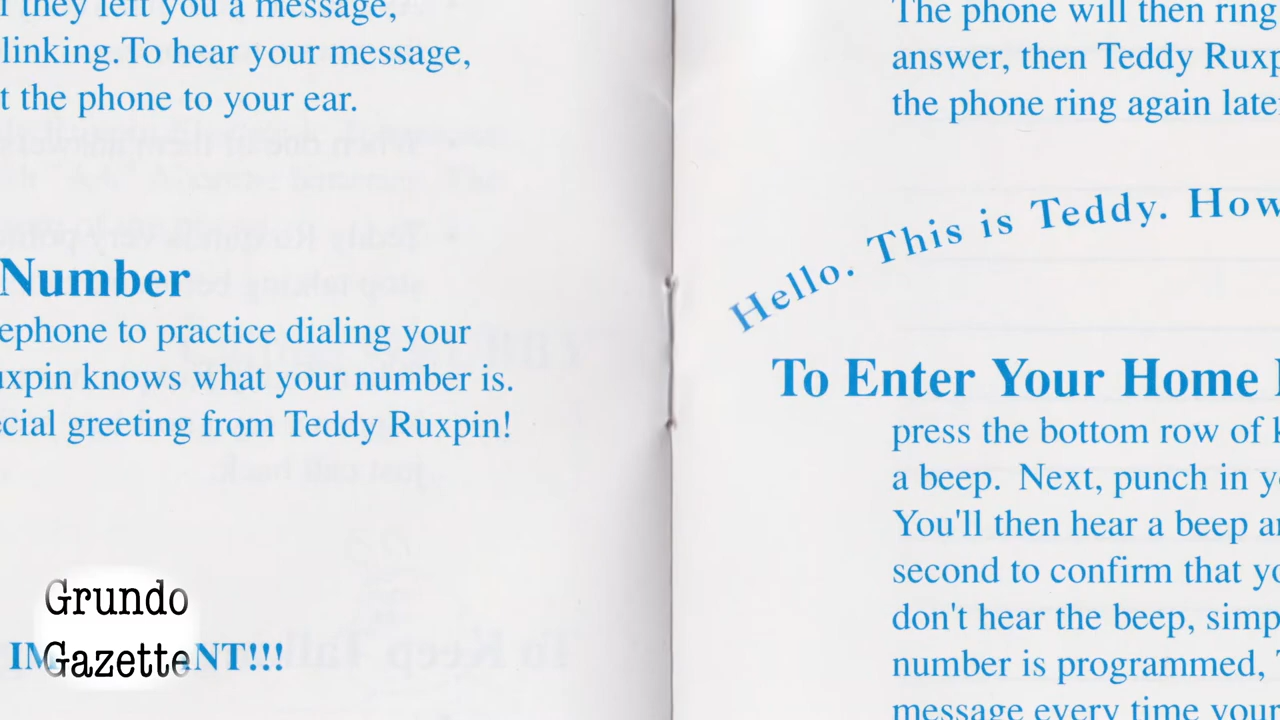 f they left you a message,
linking.To hear your message,
t the phone to your ear.
Number
ephone to practice dialing your
uxpin knows what your number is.
ecial greeting from Teddy Ruxpin!
NT!!!
Grundo
Gazette
The phone will then ring
answer, then Teddy Ruxp
the phone ring again late
Hello. This is Teddy. How
To Enter Your Home
press the bottom row of k
a beep. Next, punch in yo
You'll then hear a beep an
second to confirm that yo
don't hear the beep, simp
number is programmed, T
message every time your